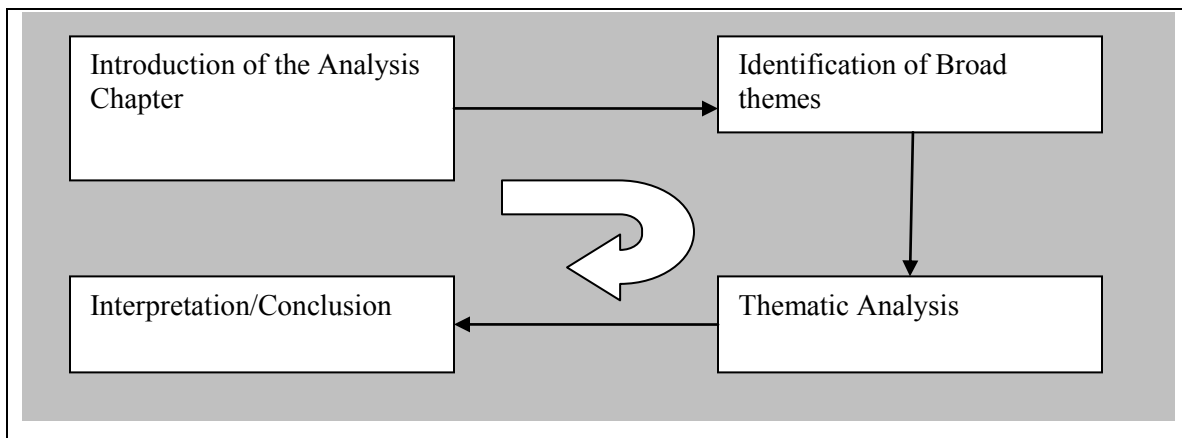 Introduction of the Analysis
Chapter
Identification of Broad
themes
Thematic Analysis
Interpretation/Conclusion